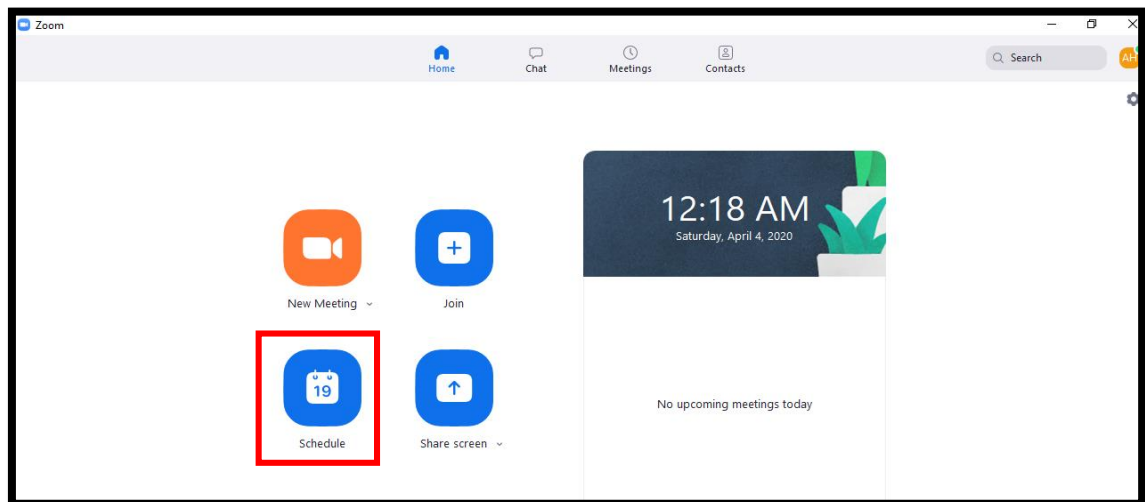 Zoom
Home
Chat
Meetings
Contacts
Search
AH
12:18 AM
Saturday, April 4, 2020
New Meeting
Join
19
Schedule
Share screen
No upcoming meetings today